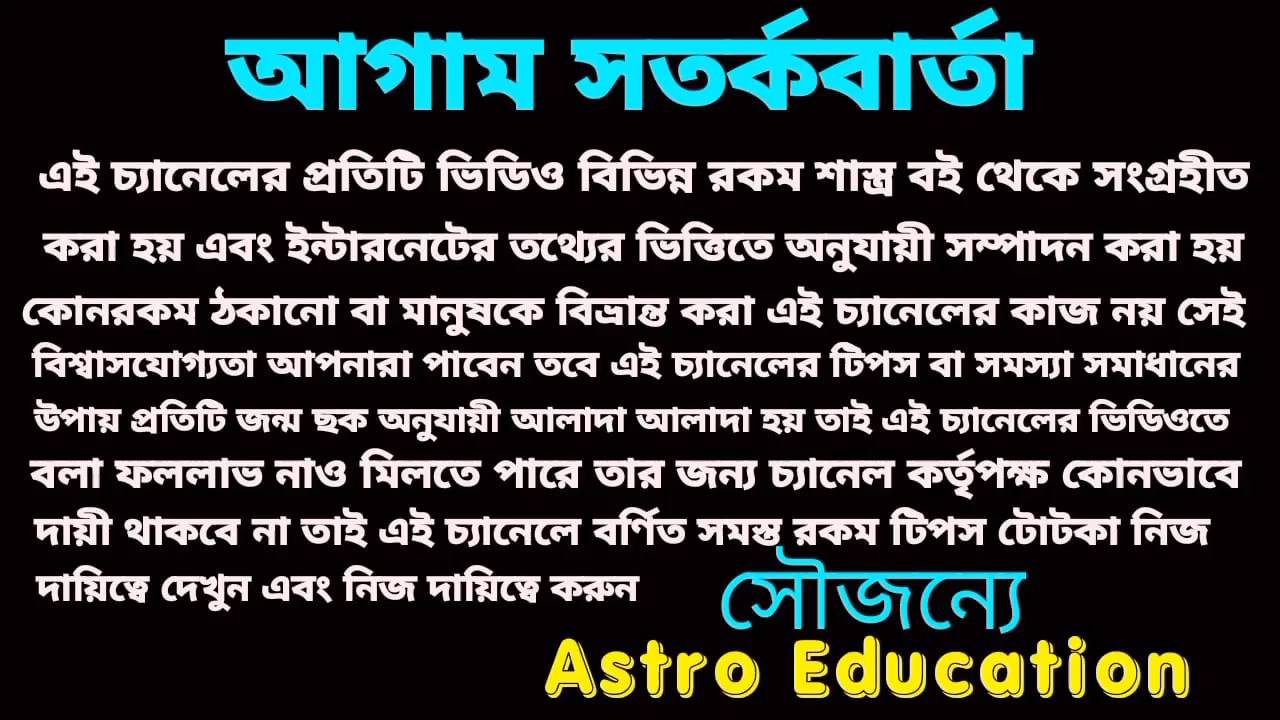 আগাম সতর্কবার্তা
এই চ্যানেলের প্রতিটি ভিডিও বিভিন্ন রকম শাস্ত্র বই থেকে সংগ্রহীত
করা হয় এবং ইন্টারনেটের তথ্যের ভিত্তিতে অনুযায়ী সম্পাদন করা হয়
কোনরকম ঠকানো বা মানুষকে বিভ্রান্ত করা এই চ্যানেলের কাজ নয় সেই
বিশ্বাসযোগ্যতা আপনারা পাবেন তবে এই চ্যানেলের টিপস বা সমস্যা সমাধানের
উপায় প্রতিটি জন্ম ছক অনুযায়ী আলাদা আলাদা হয় তাই এই চ্যানেলের ভিডিওতে
বলা ফললাভ নাও মিলতে পারে তার জন্য চ্যানেল কর্তৃপক্ষ কোনভাবে
দায়ী থাকবে না তাই এই চ্যানেলে বর্ণিত সমস্ত রকম টিপস টোটকা নিজ
দায়িত্বে দেখুন এবং নিজ দায়িত্বে করুন
সৌজন্যে
Astro Education